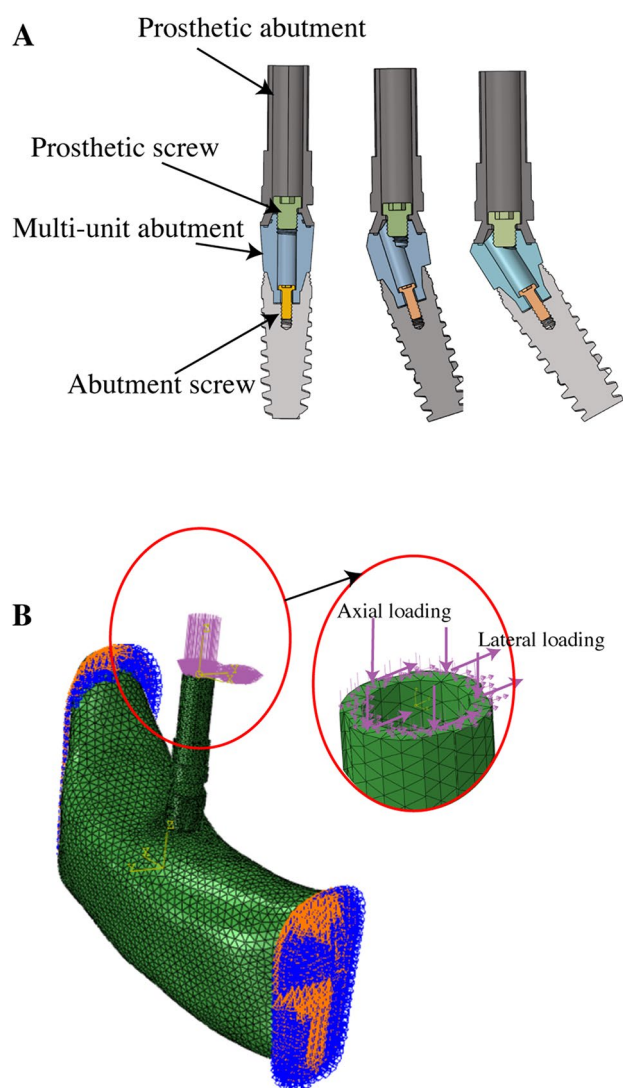 A
Prosthetic abutment
Prosthetic screw
Multi-unit abutment
Abutment screw
B
Axial loading
Lateral loading